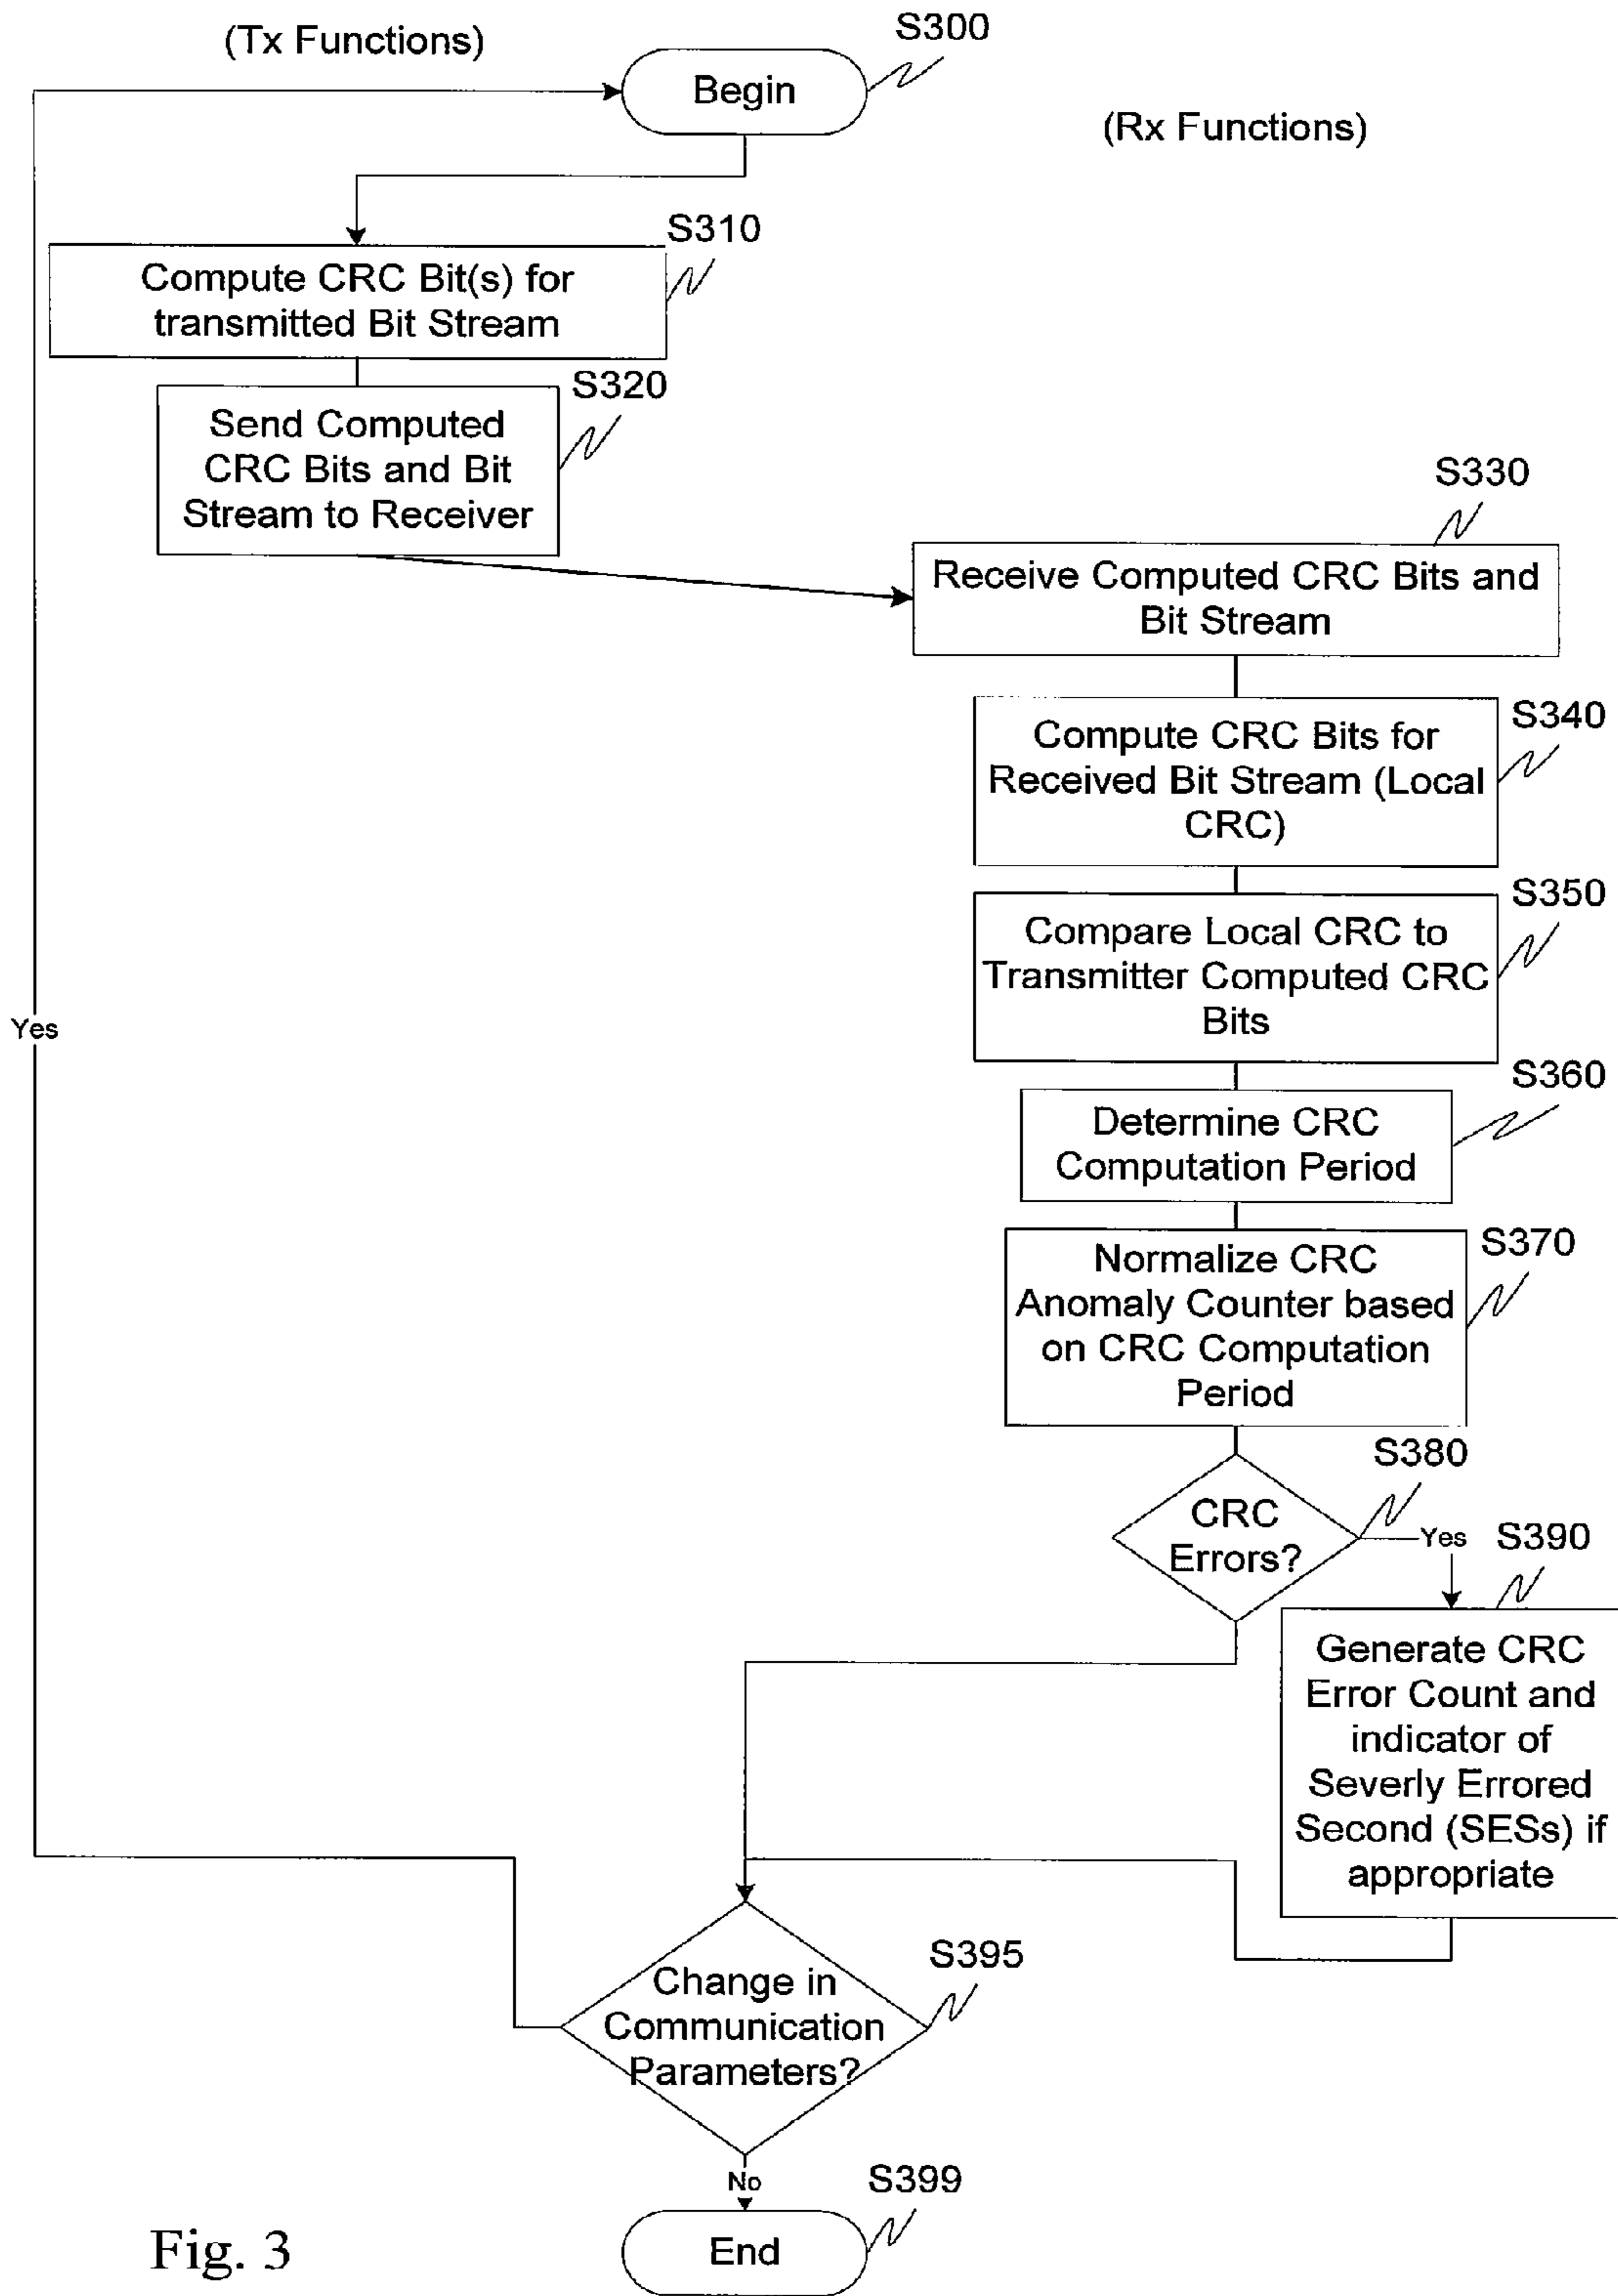 (Tx Functions)
S300
Begin
(Rx Functions)
S310
Compute CRC Bit(s) for
transmitted Bit Stream
S320
Send Computed
CRC Bits and Bit
Stream to Receiver
S330
Receive Computed CRC Bits and
Bit Stream
S340
Compute CRC Bits for
Received Bit Stream (Local
CRC)
S350
Compare Local CRC to
Transmitter Computed CRC
Bits
Yes
S360
Determine CRC
Computation Period
S370
Normalize CRC
Anomaly Counter based
on CRC Computation
Period
S380
CRC
Errors?
Yes
S390
Generate CRC
Error Count and
indicator of
Severly Errored
Second (SESs) if
appropriate
S395
Change in
Communication
Parameters?
No
S399
End
Fig. 3